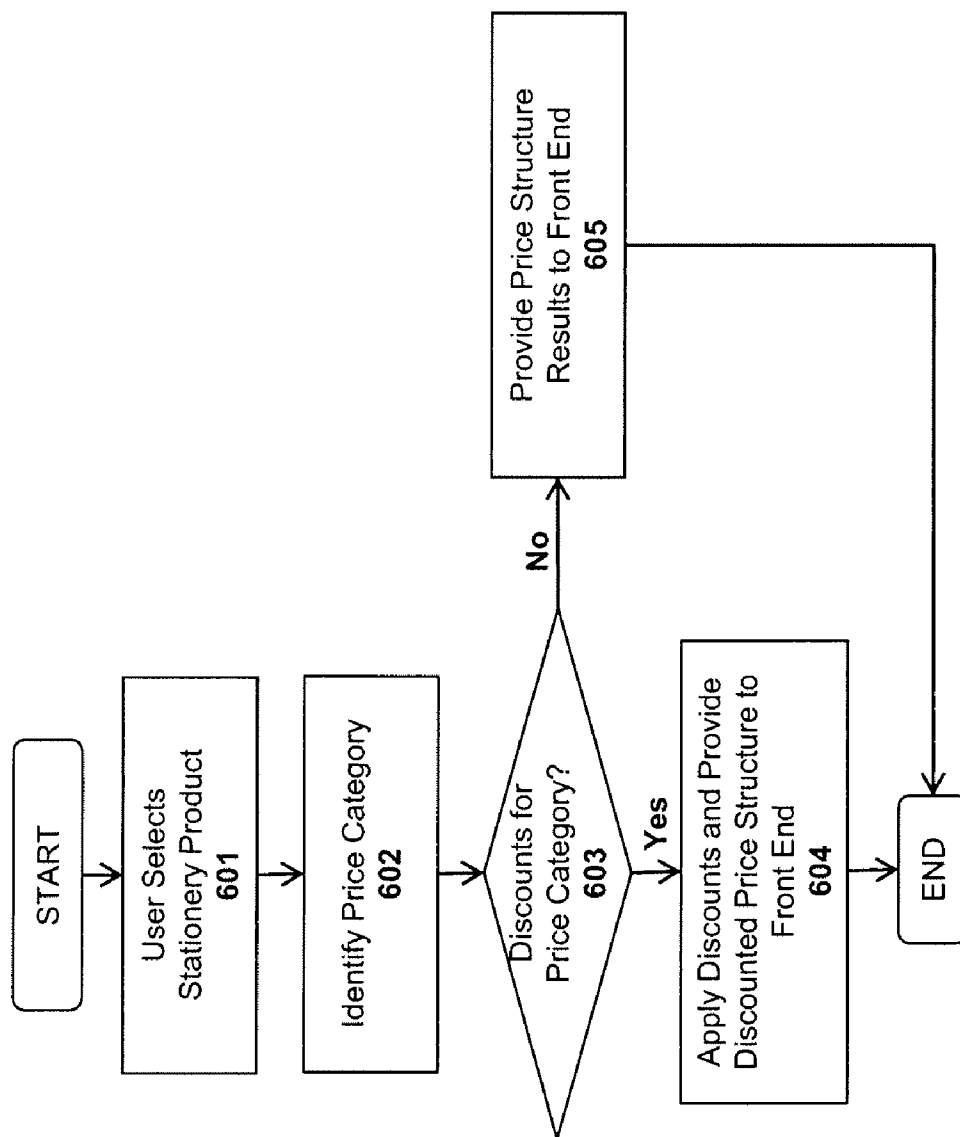 START
User Selects
Stationery Product
601
Identify Price Category
602
Discounts for
Price Category?
603
No
Yes
Provide Price Structure
Results to Front End
605
Apply Discounts and Provide
Discounted Price Structure to
Front End
604
END